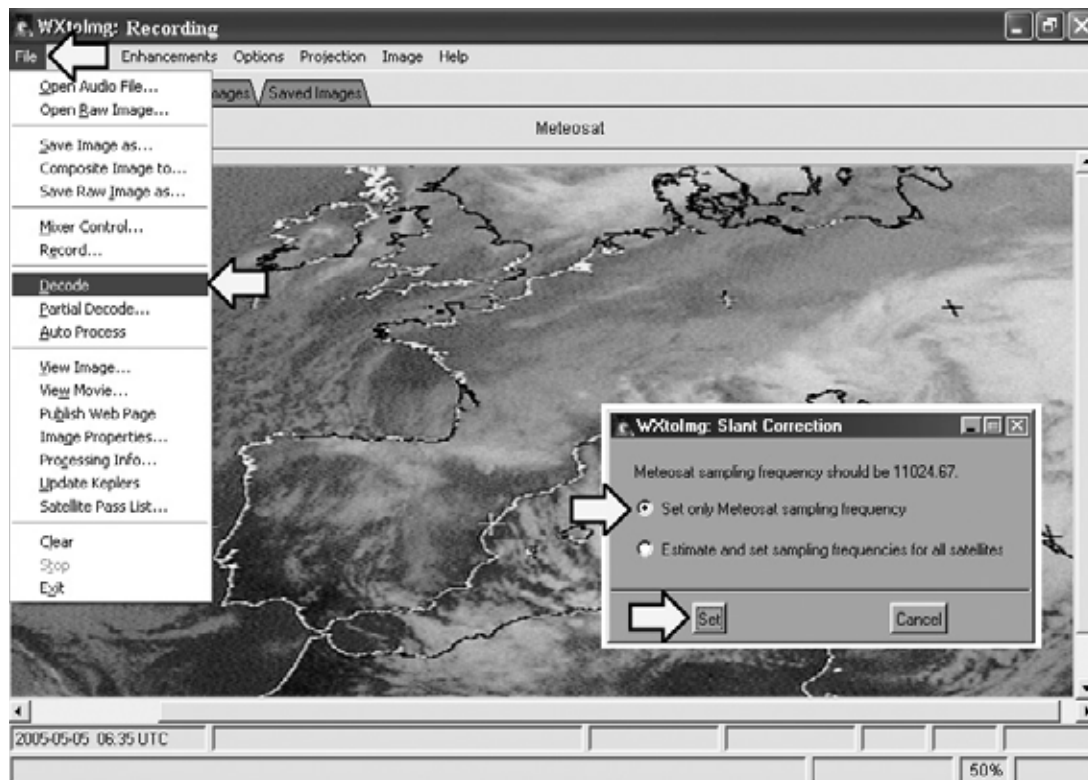 WXtoImg: Recording
File Enhancements Options Projection Image Help
Open Audio File...
Open Raw Image...
Save Image as...
Composite Image to...
Save Raw Image as...
Mixer Control...
Record...
Decode
Partial Decode...
Auto Process
View Image...
View Movie...
Publish Web Page
Image Properties...
Processing Info...
Update Keplers
Satellite Pass List...
Clear
Stop
Exit
Saved Images
Meteosat
WXtoImg: Slant Correction
Meteosat sampling frequency should be 11024.67.
Set only Meteosat sampling frequency
Estimate and set sampling frequencies for all satellites
Set Cancel
2005-05-05 06:35 UTC
50%